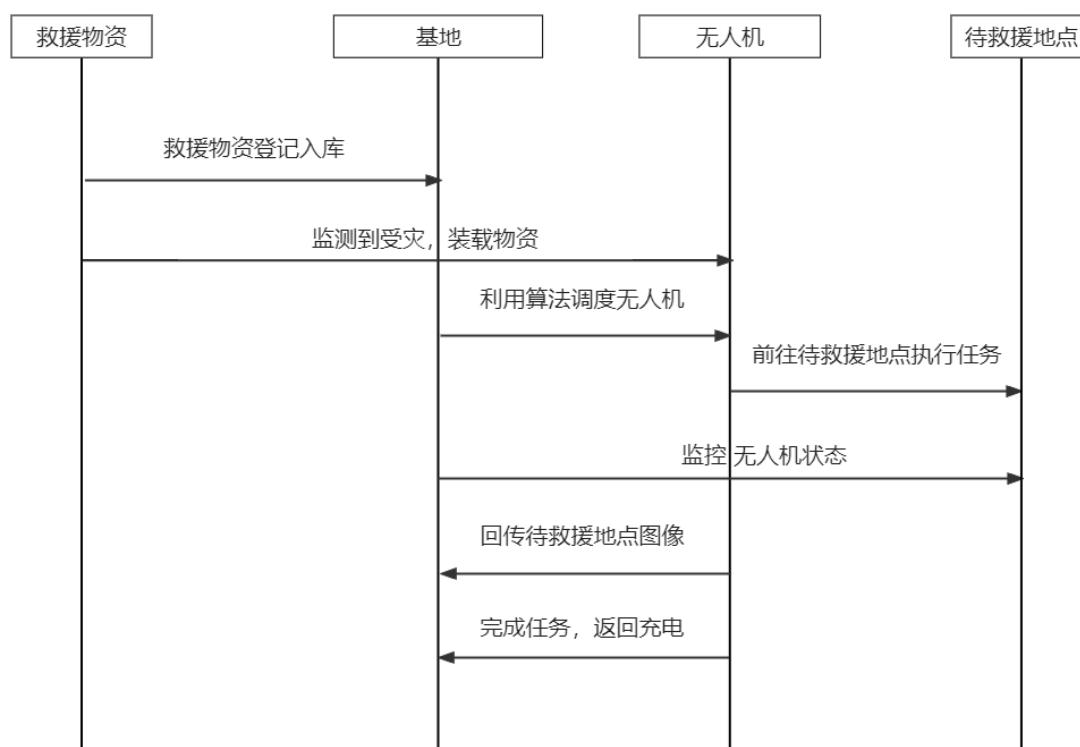 救援物资
基地
无人机
待救援地点
救援物资登记入库
监测到受灾，装载物资
利用算法调度无人机
前往待救援地点执行任务
监控无人机状态
回传待救援地点图像
完成任务，返回充电